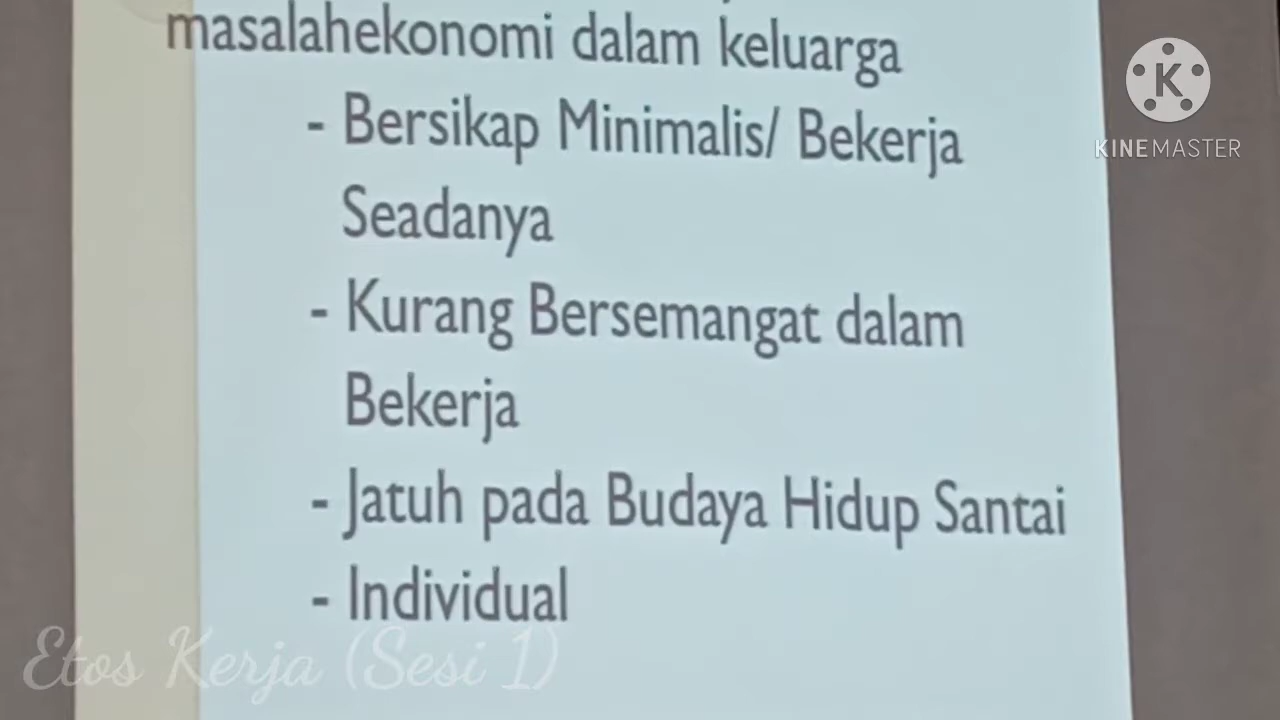 masalahekonomi dalam keluarga
- Bersikap Minimalis/ Bekerja
Seadanya
- Kurang Bersemangat dalam
Bekerja
- Jatuh pada Budaya Hidup Santai
- Individual
Etos Kerja (Sesi 1)
K
KINEMASTER